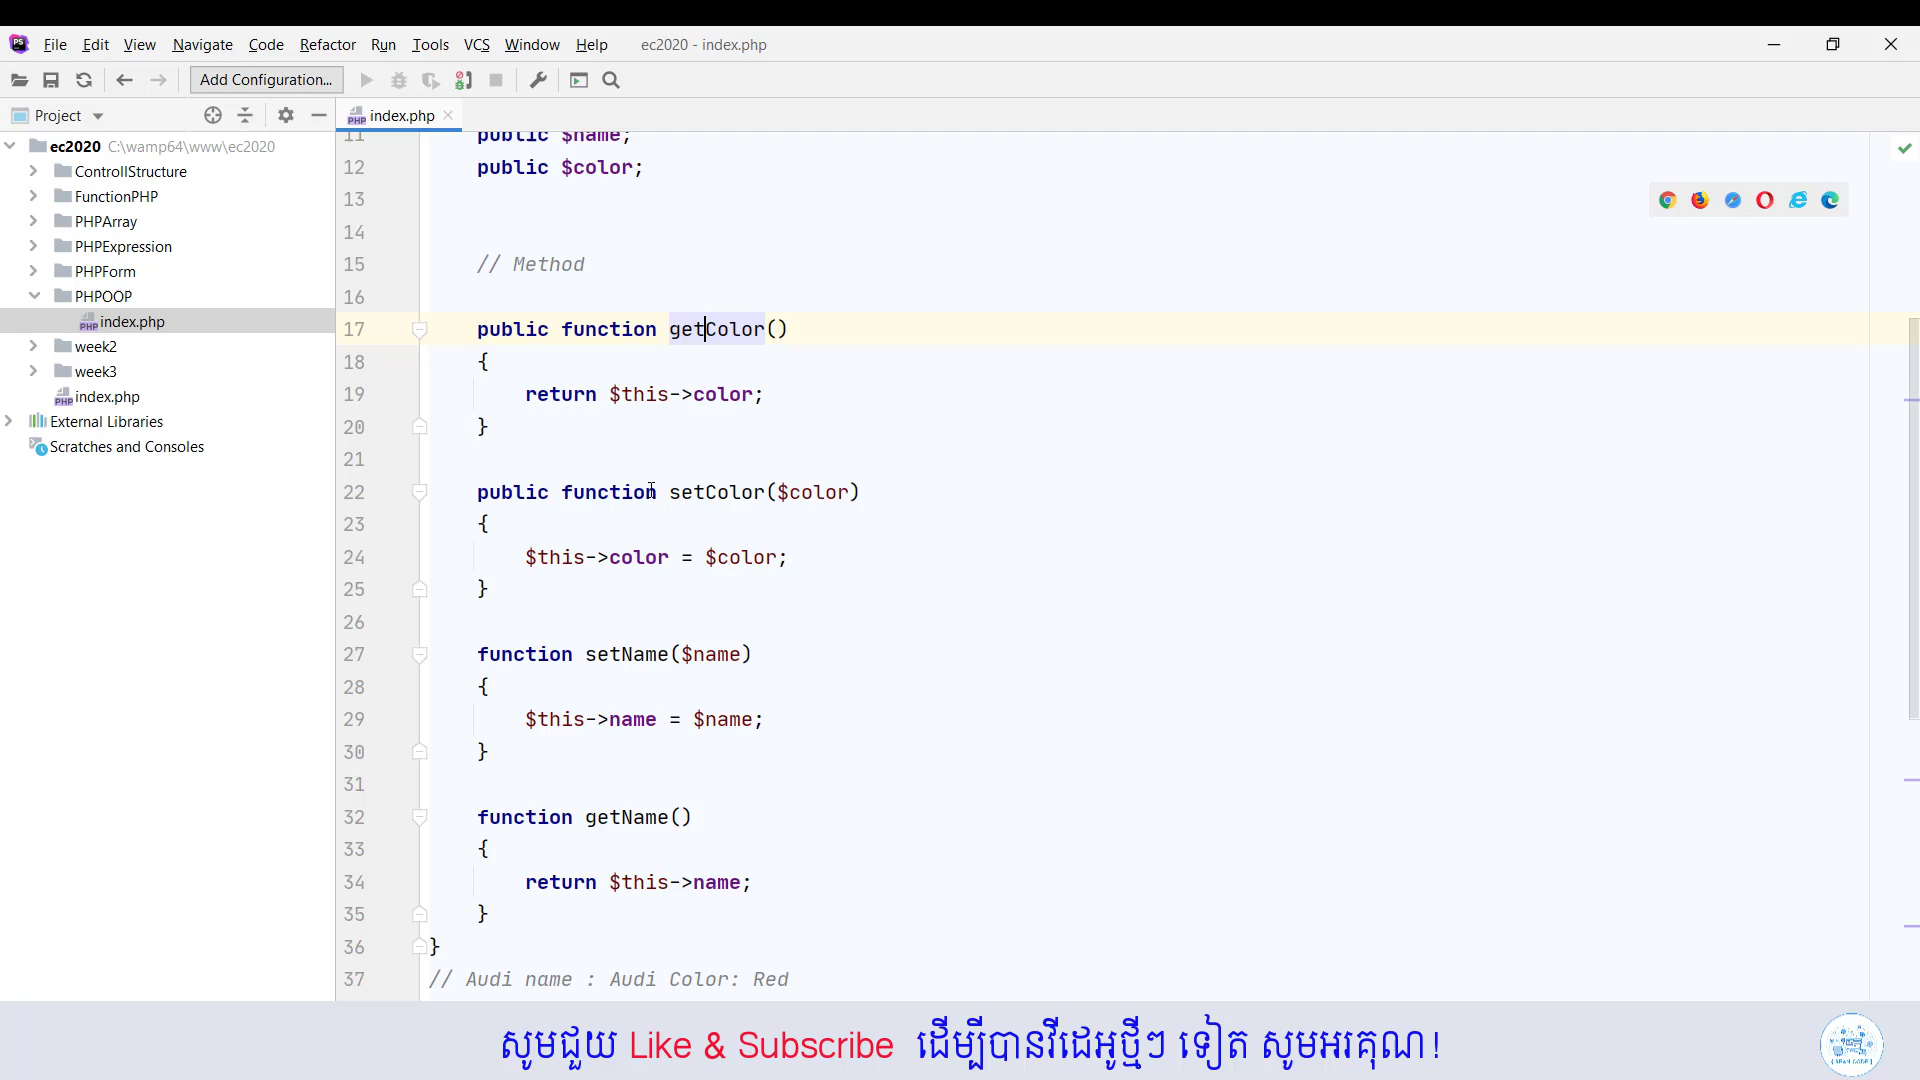 File Edit View Navigate Code Refactor Run Tools VCS Window Help ec2020 - index.php
Add Configuration...
Project
index.php
ec2020 C:\wamp64\www\ec2020
ControllStructure
FunctionPHP
PHPArray
PHPExpression
PHPForm
PHPOOP
index.php
week2
week3
index.php
External Libraries
Scratches and Consoles
11 public $name;
12 public $color;
13
14
15 // Method
16
17 public function getColor()
18 {
19 return $this->color;
20 }
21
22 public function setColor($color)
23 {
24 $this->color = $color;
25 }
26
27 function setName($name)
28 {
29 $this->name = $name;
30 }
31
32 function getName()
33 {
34 return $this->name;
35 }
36 }
37 // Audi name : Audi Color: Red
សូមជួយ Like & Subscribe ដើម្បីបានវីដេអូថ្មីៗ ទៀត សូមអរគុណ!